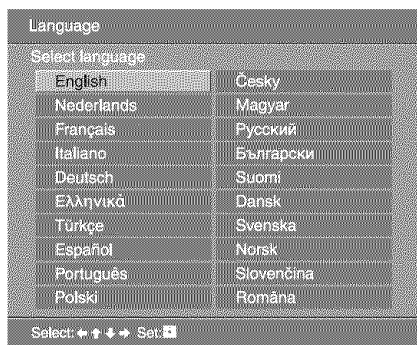 Language
Select language
English
Nederlands
Français
Italiano
Deutsch
Ελληνικά
Türkçe
Español
Português
Polski
Česky
Magyar
Русский
Български
Suomi
Dansk
Svenska
Norsk
Slovenčina
Româna
Select: ←↑↓→ Set: